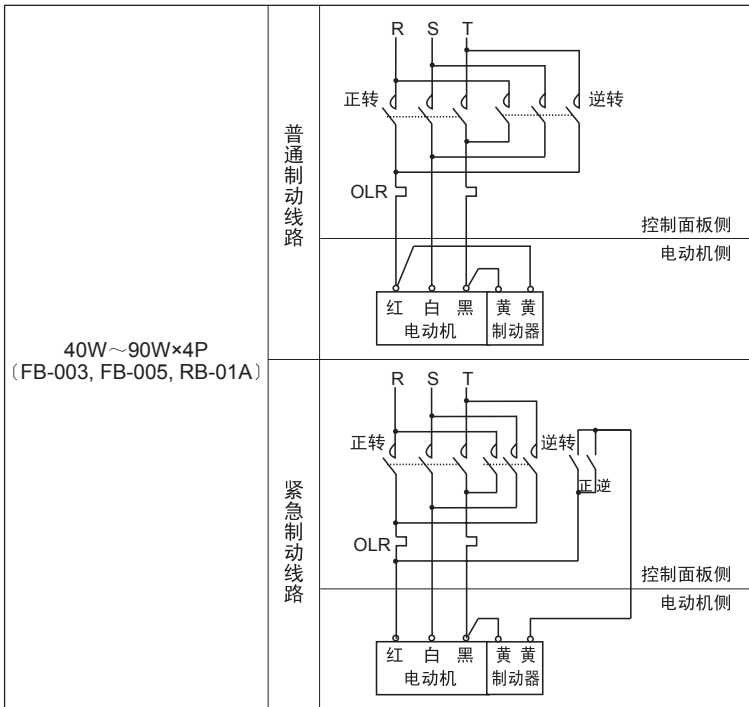 40W～90W×4P
〔FB-003, FB-005, RB-01A〕
普通制动线路
R S T
正转 逆转
OLR
控制面板侧
电动机侧
红 白 黑 黄 黄
电动机 制动器
紧急制动线路
R S T
正转 逆转
正 逆
OLR
控制面板侧
电动机侧
红 白 黑 黄 黄
电动机 制动器